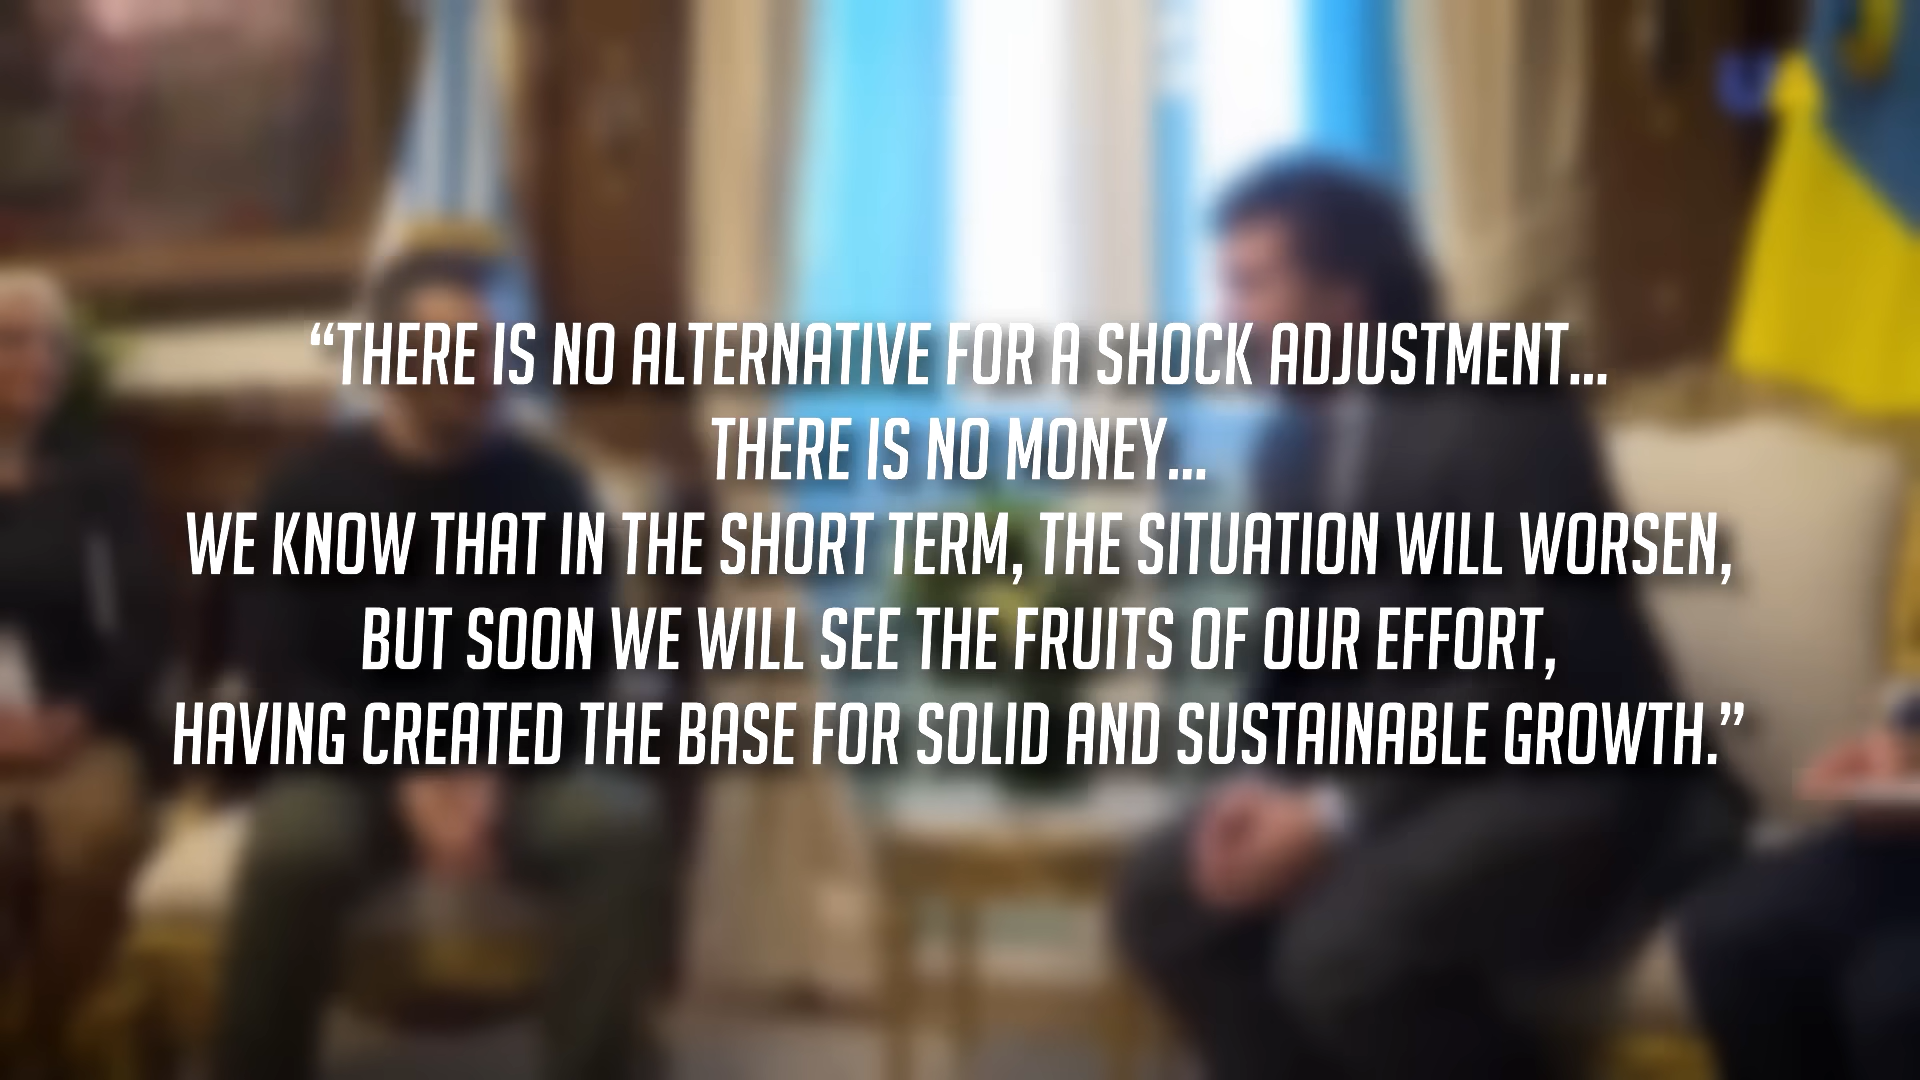 “THERE IS NO ALTERNATIVE FOR A SHOCK ADJUSTMENT...
THERE IS NO MONEY...
WE KNOW THAT IN THE SHORT TERM, THE SITUATION WILL WORSEN,
BUT SOON WE WILL SEE THE FRUITS OF OUR EFFORT,
HAVING CREATED THE BASE FOR SOLID AND SUSTAINABLE GROWTH.”